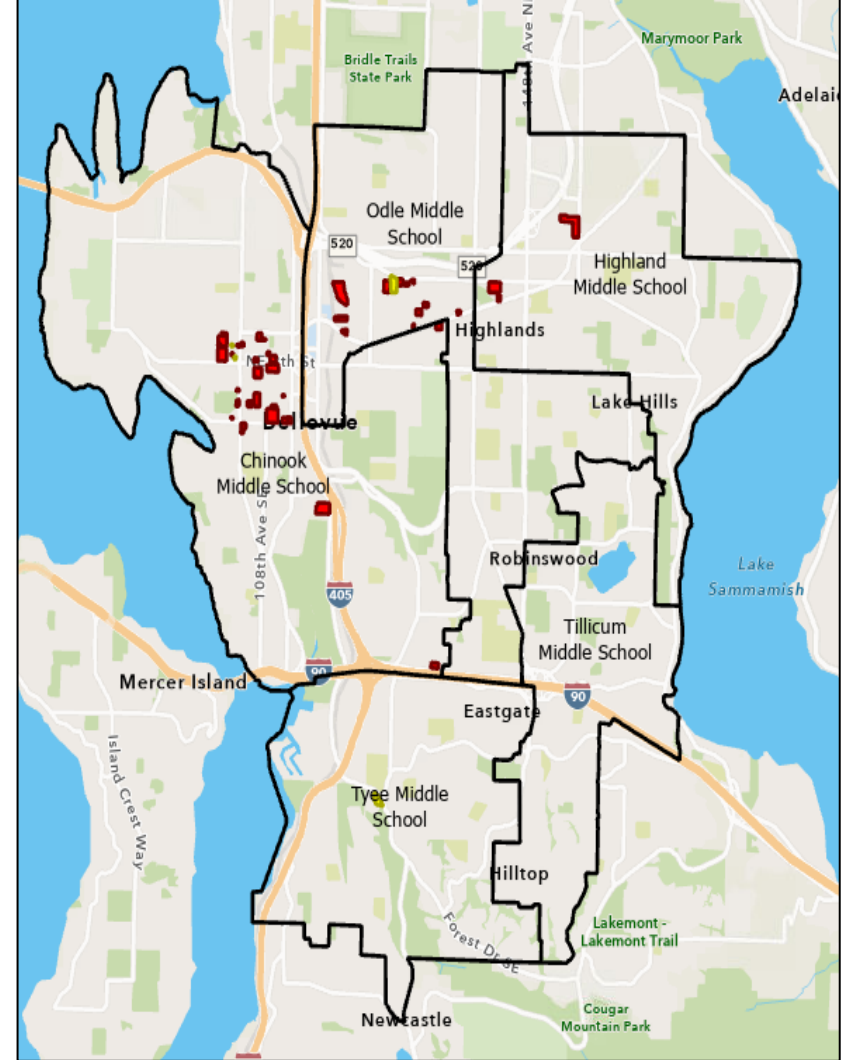 Marymoor Park
Bridle Trails
State Park
148th Ave N
Adelai
Odle Middle
School
520
520
Highland
Middle School
Highlands
NE 8th St
Lake Hills
Bellevue
Chinook
Middle School
108th Ave SE
Robinswood
Lake
Sammamish
405
Tillicum
Middle School
90
Mercer Island
90
Eastgate
Island Crest Way
Tyee Middle
School
Hilltop
Forest Dr SE
Lakemont -
Lakemont Trail
Cougar
Mountain Park
Newcastle